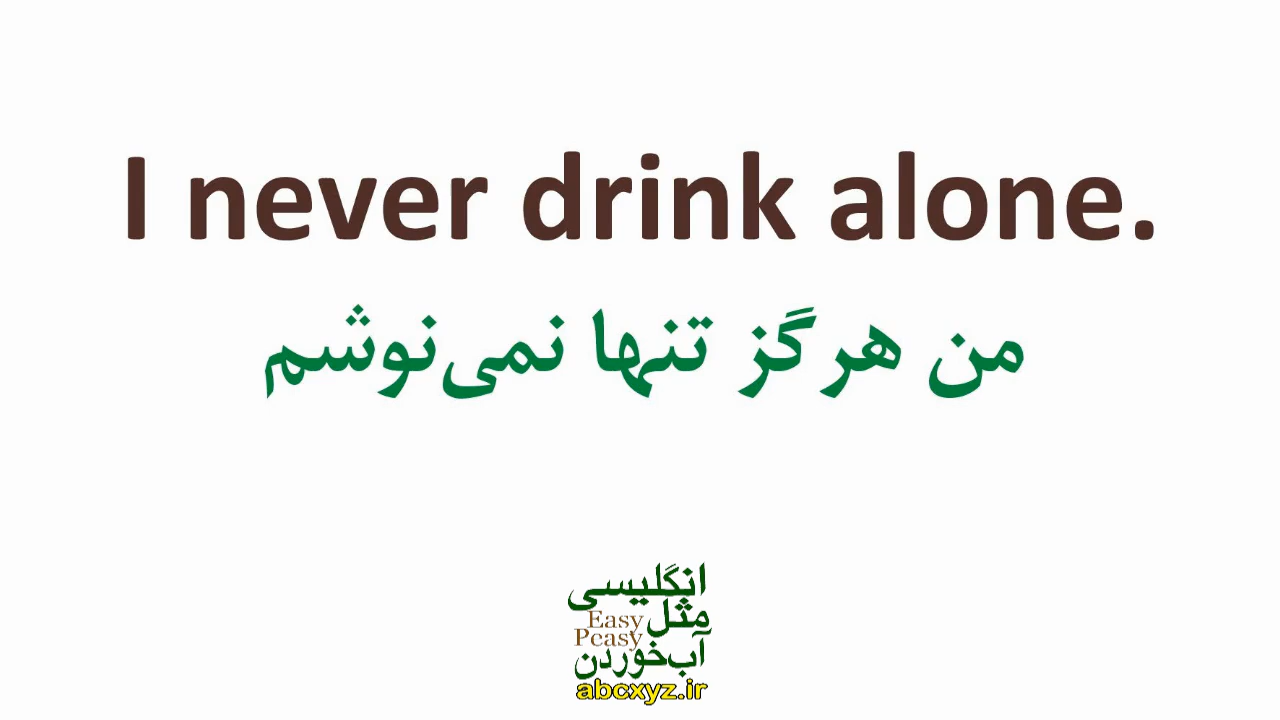 I never drink alone.
من هرگز تنها نمی‌نوشم
انگلیسی
مثل
Easy
Peasy
آب‌خوردن
abcxyz.ir